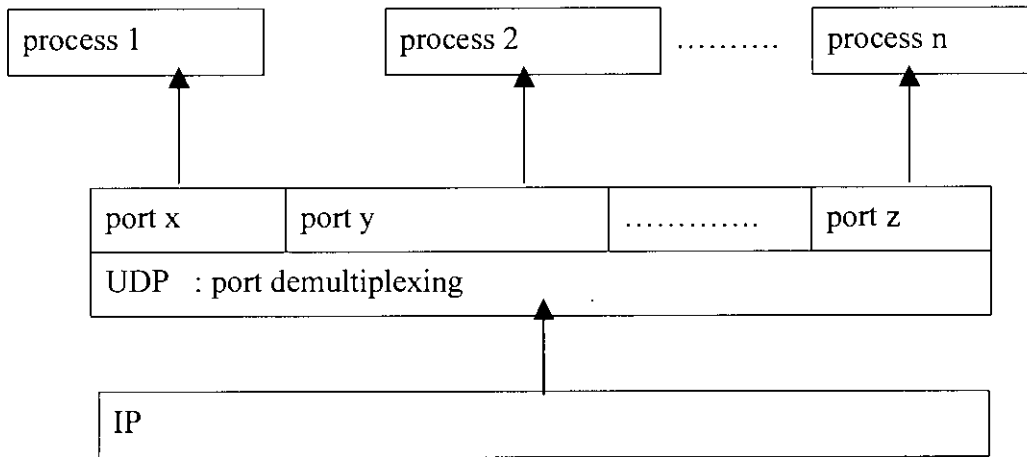 process 1 process 2 .......... process n
port x port y ............. port z
UDP : port demultiplexing
IP